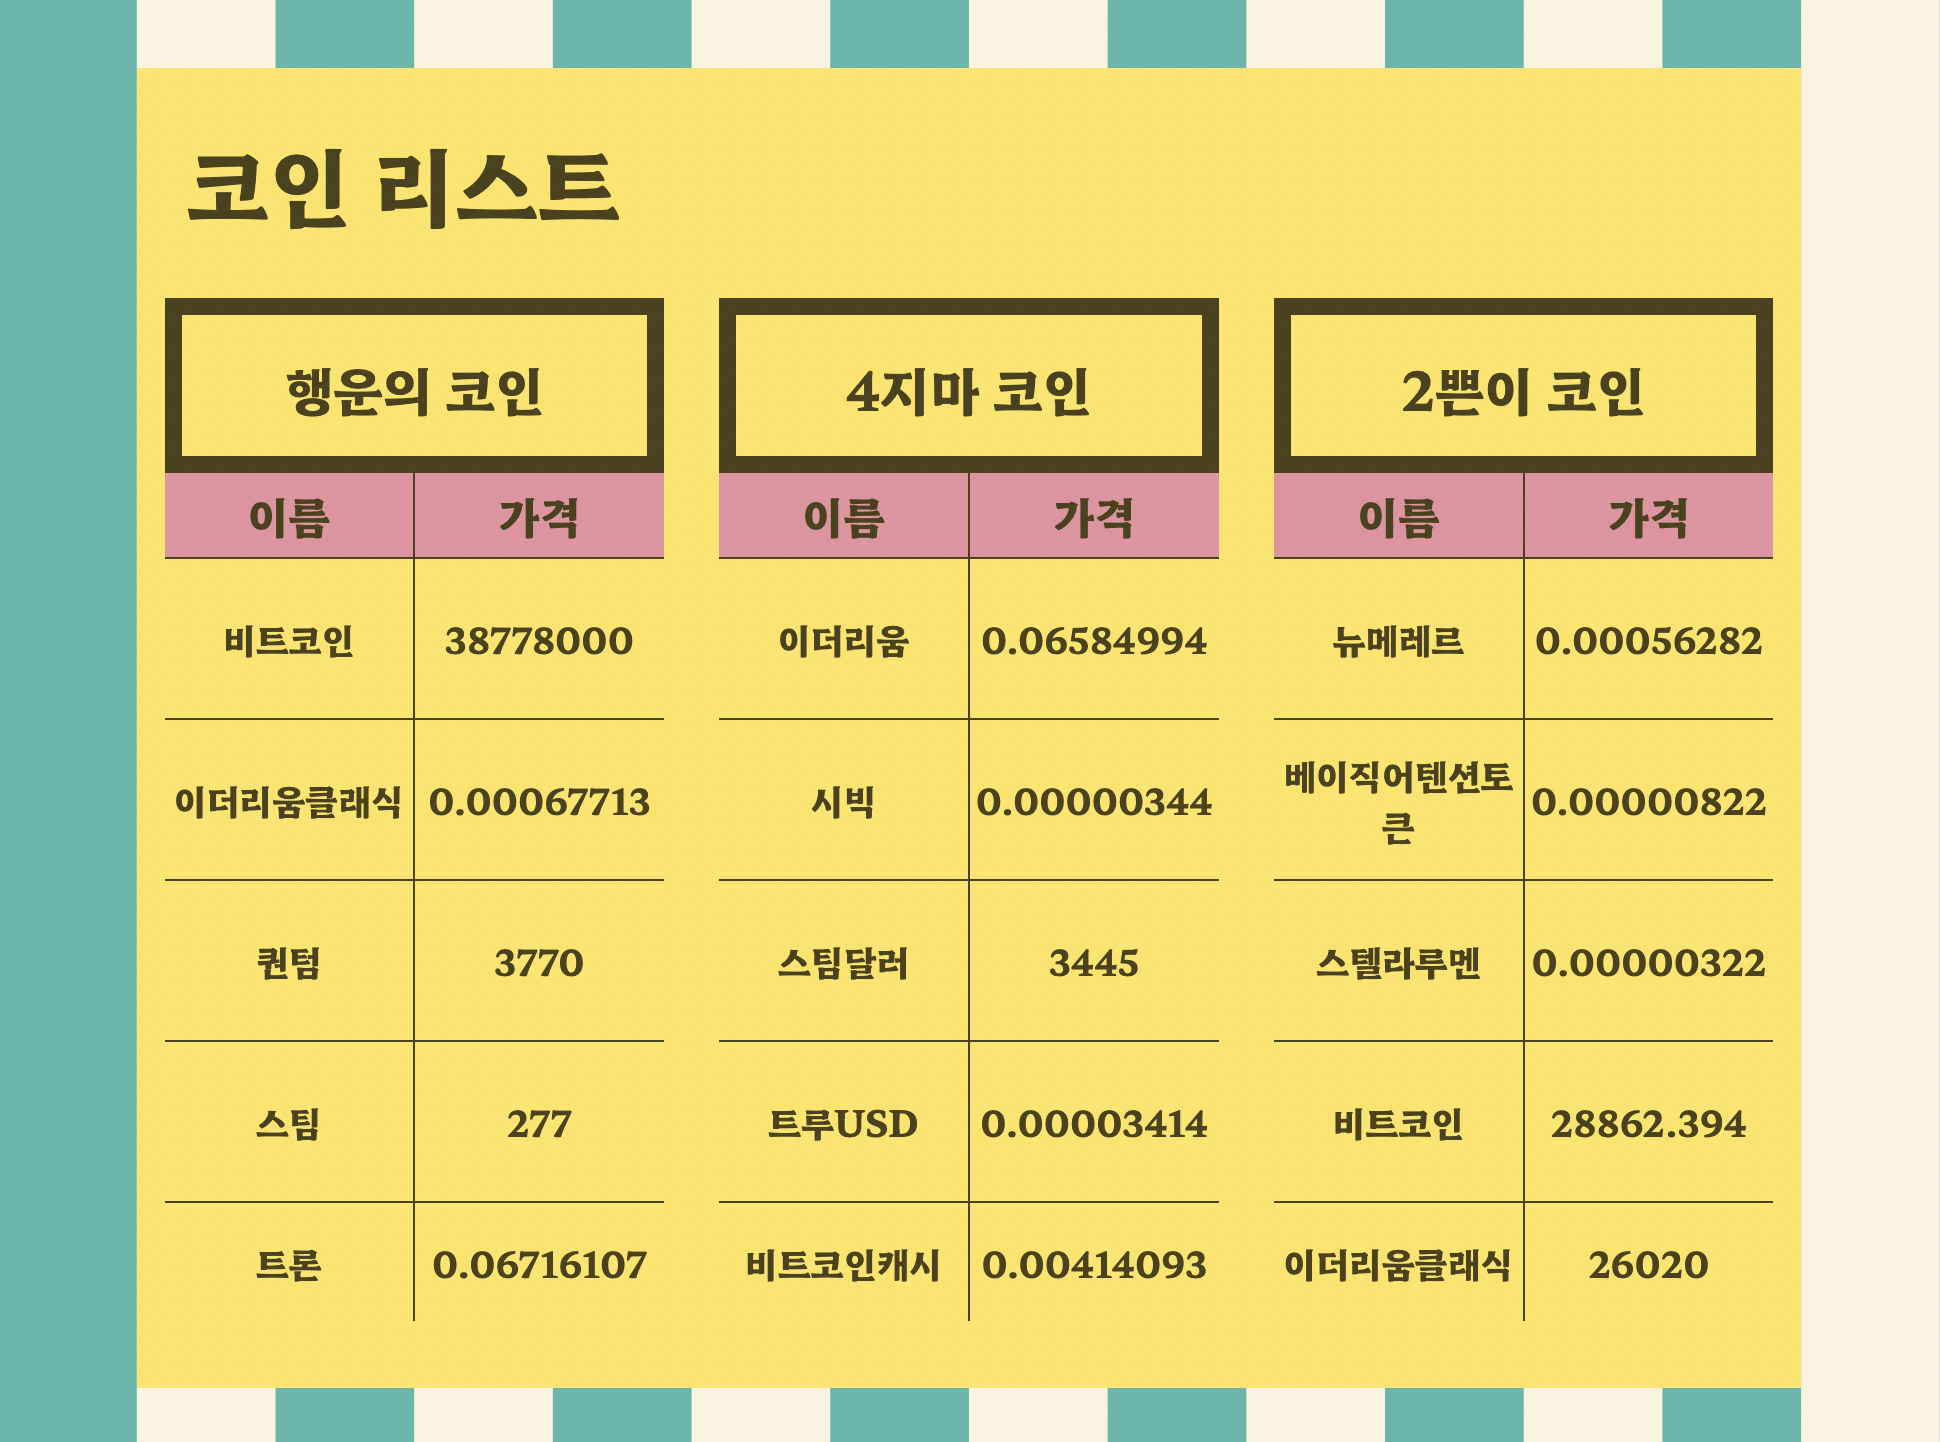 코인 리스트
행운의 코인
이름 가격
비트코인 38778000
이더리움클래식 0.00067713
퀀텀 3770
스팀 277
트론 0.06716107
4지마 코인
이름 가격
이더리움 0.06584994
시빅 0.00000344
스팀달러 3445
트루USD 0.00003414
비트코인캐시 0.00414093
2쁜이 코인
이름 가격
뉴메레르 0.00056282
베이직어텐션토
큰 0.00000822
스텔라루멘 0.00000322
비트코인 28862.394
이더리움클래식 26020